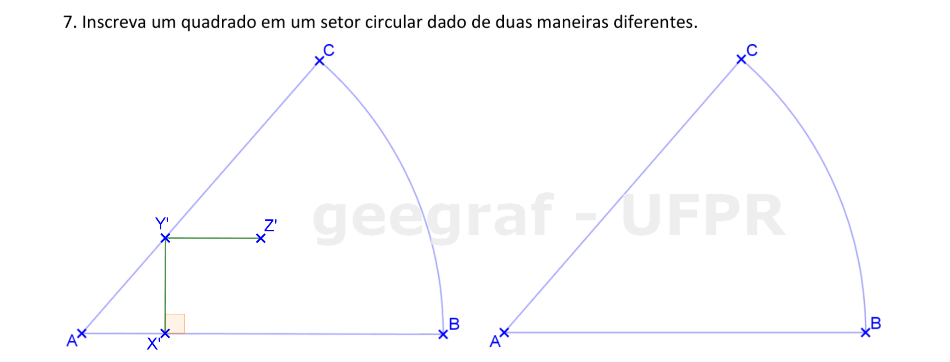 7. Inscreva um quadrado em um setor circular dado de duas maneiras diferentes.
C
C
Y'
Z'
geegraf - UFPR
A
X'
B
A
B